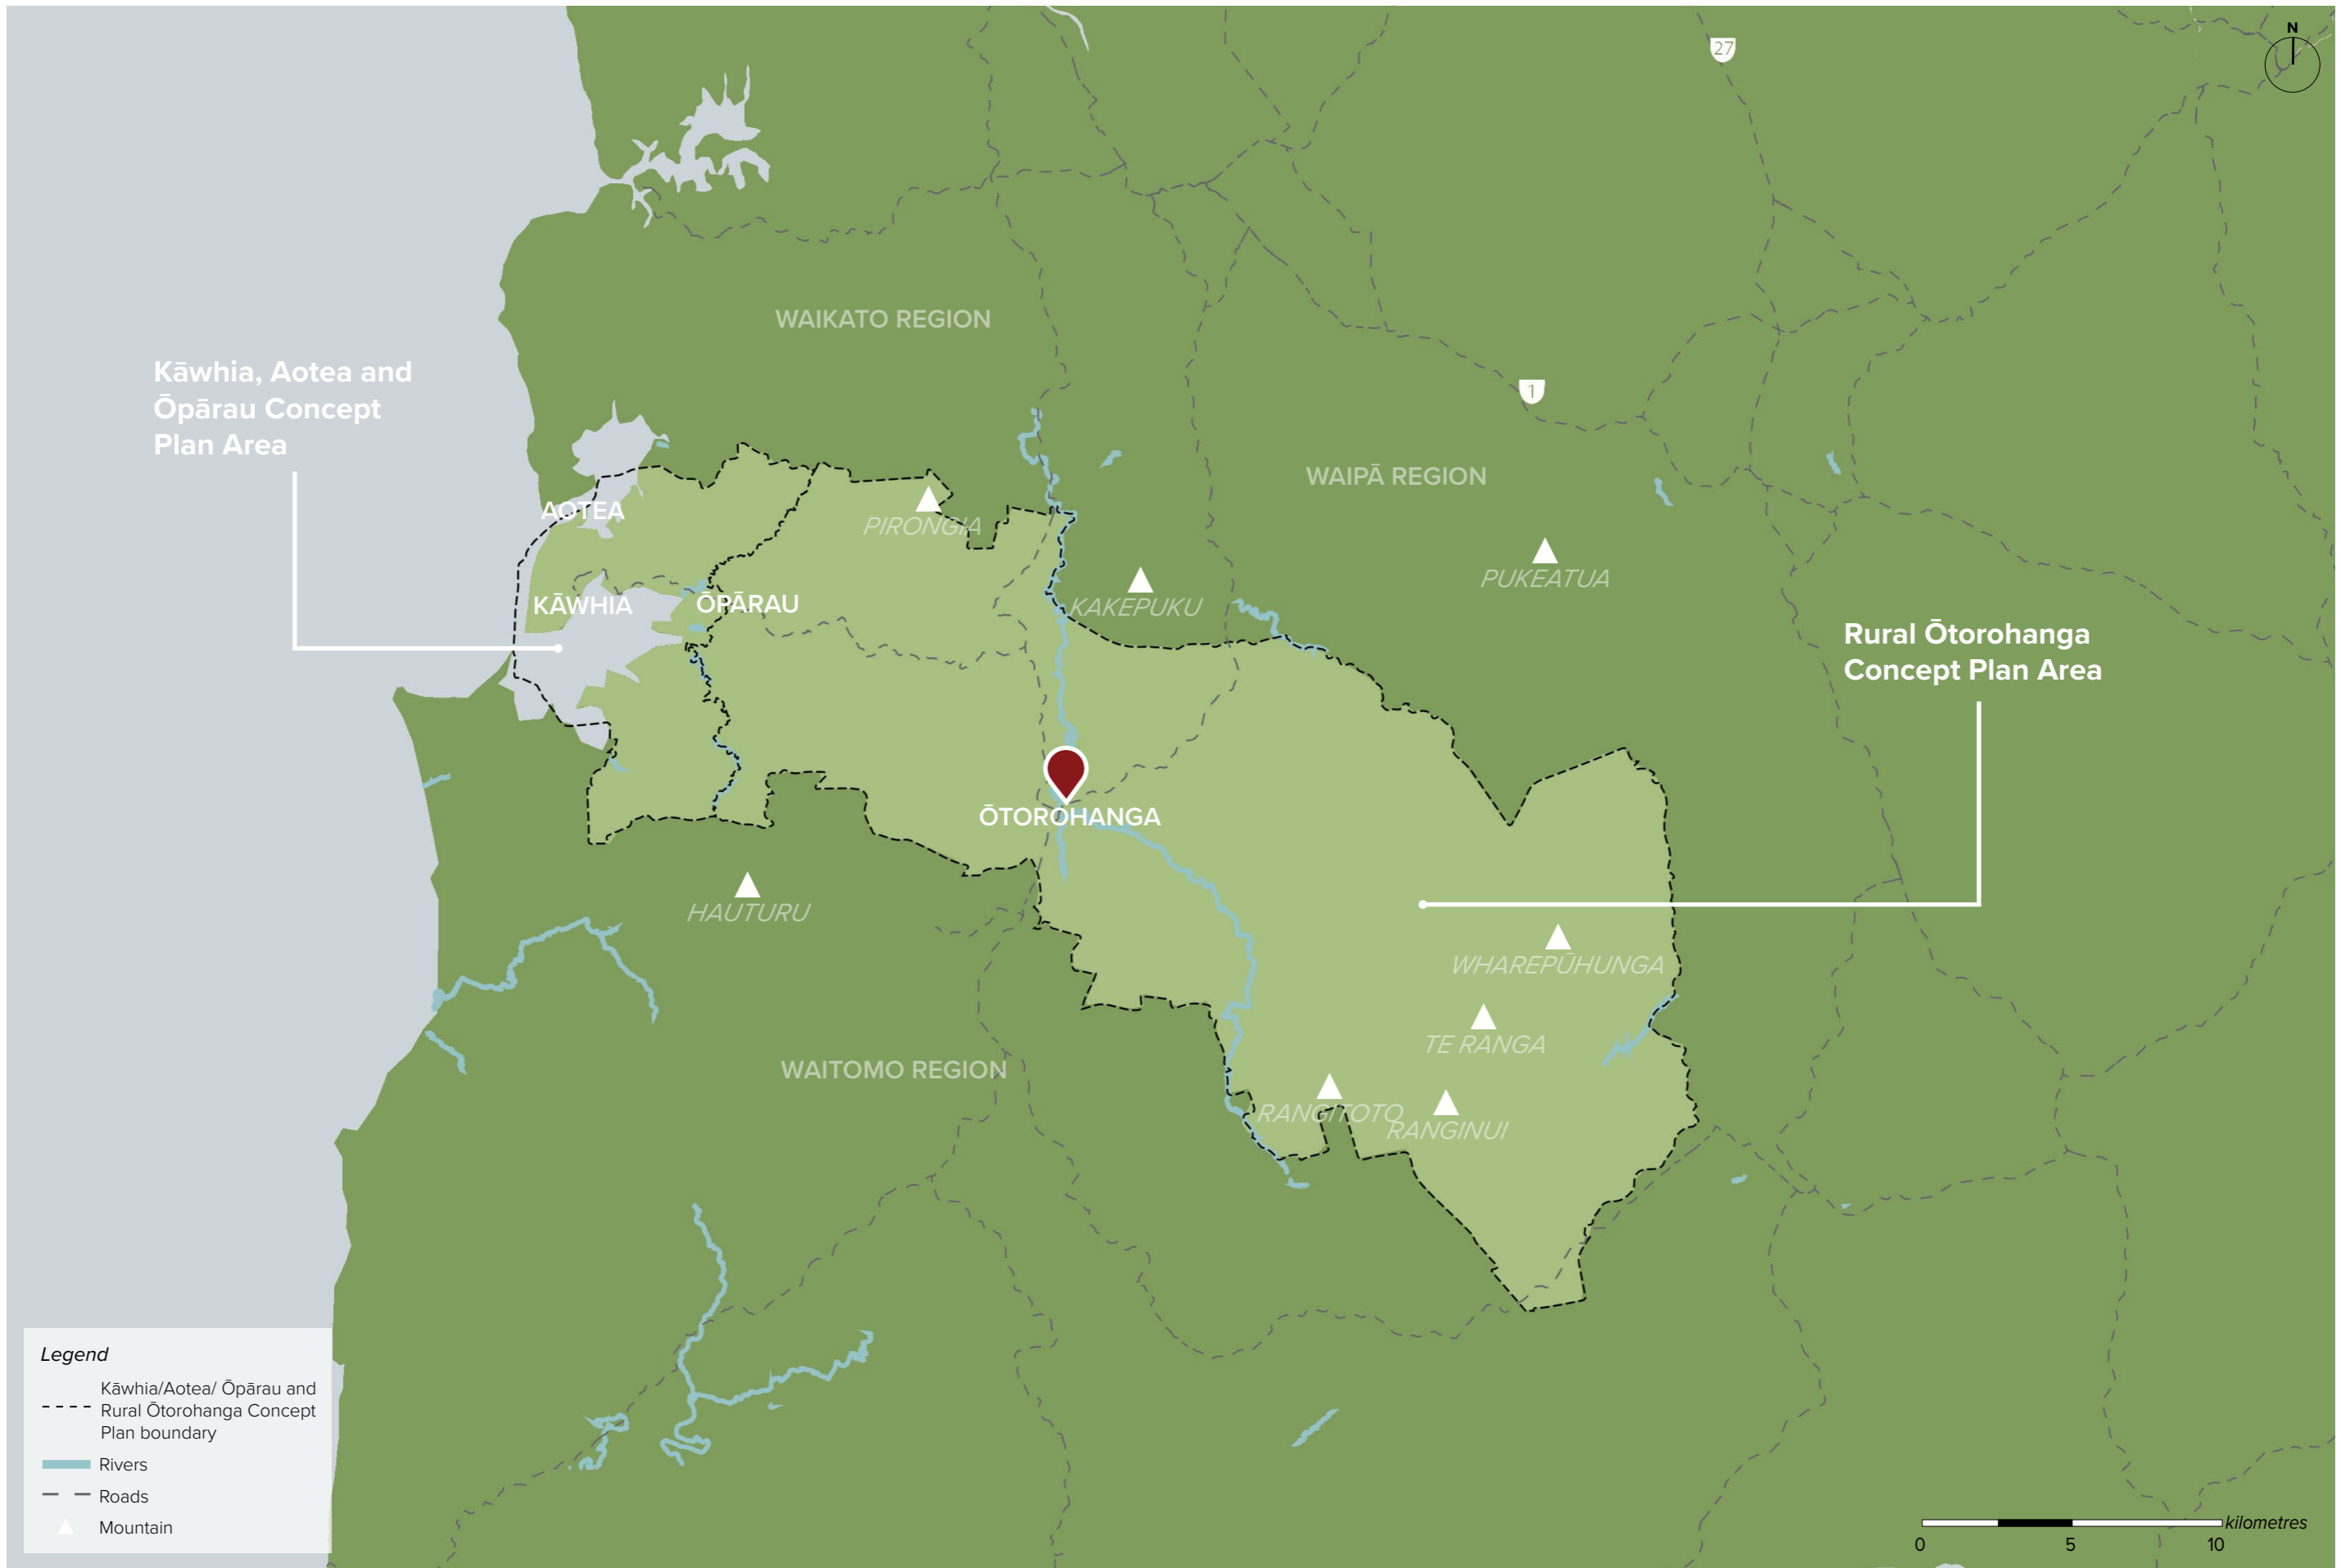 N
27
WAIKATO REGION
Kāwhia, Aotea and
Ōpārau Concept
Plan Area
1
WAIPĀ REGION
AOTEA
PIRONGIA
PUKEATUA
KAKEPUKU
KĀWHIA
ŌPĀRAU
Rural Ōtorohanga
Concept Plan Area
ŌTOROHANGA
HAUTURU
WHAREPŪHUNGA
TE RANGA
WAITOMO REGION
RANGITOTO
RANGINUI
Legend
Kāwhia/Aotea/ Ōpārau and
Rural Ōtorohanga Concept
Plan boundary
Rivers
Roads
Mountain
kilometres
0 5 10